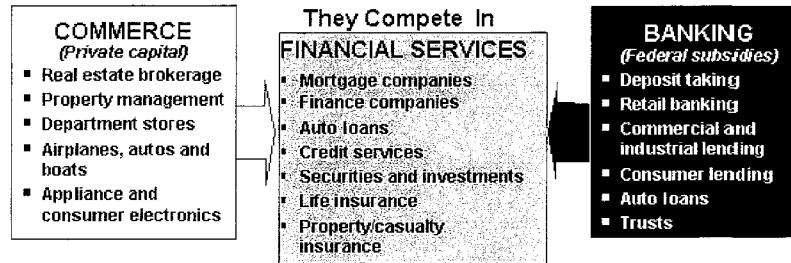 COMMERCE
(Private capital)
▪ Real estate brokerage
▪ Property management
▪ Department stores
▪ Airplanes, autos and
boats
▪ Appliance and
consumer electronics
They Compete In
FINANCIAL SERVICES
▪ Mortgage companies
▪ Finance companies
▪ Auto loans
▪ Credit services
▪ Securities and investments
▪ Life insurance
▪ Property/casualty
insurance
BANKING
(Federal subsidies)
▪ Deposit taking
▪ Retail banking
▪ Commercial and
industrial lending
▪ Consumer lending
▪ Auto loans
▪ Trusts